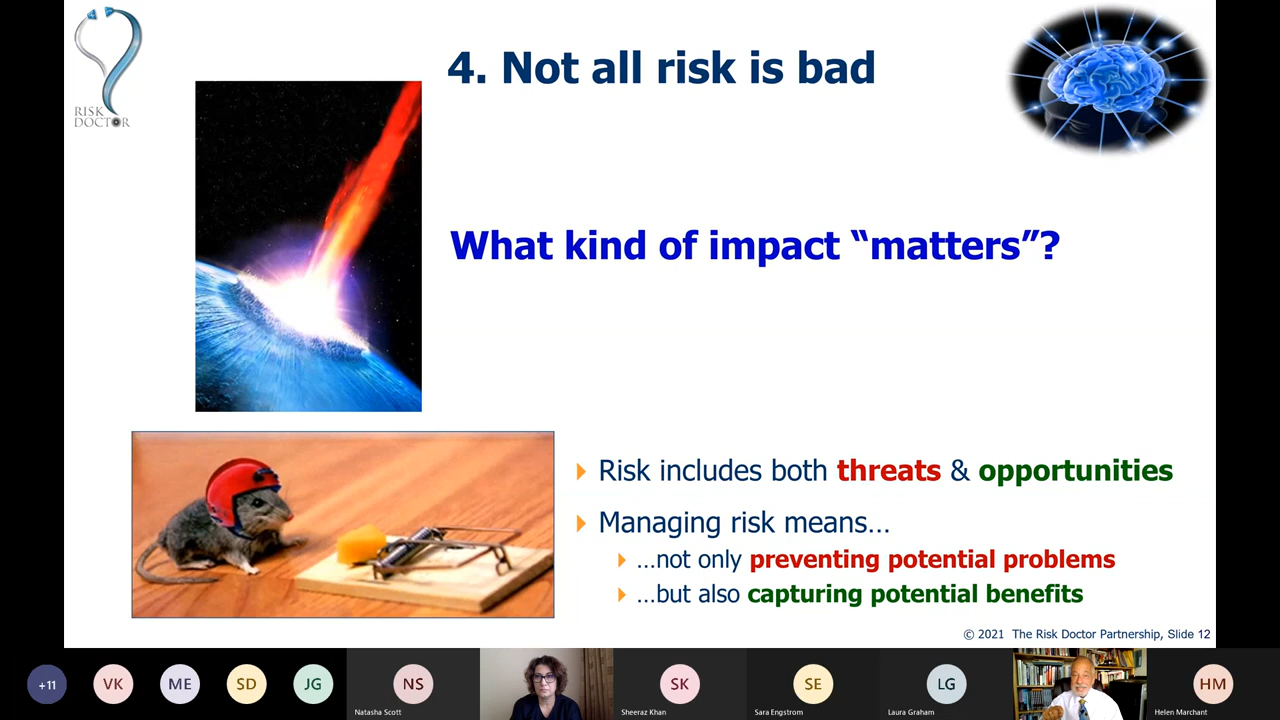 RISK
DOCTOR
4. Not all risk is bad
What kind of impact “matters”?
Risk includes both threats & opportunities
Managing risk means…
…not only preventing potential problems
…but also capturing potential benefits
© 2021 The Risk Doctor Partnership, Slide 12
+11
VK
ME
SD
JG
NS
Natasha Scott
SK
Sheeraz Khan
SE
Sara Engstrom
LG
Laura Graham
HM
Helen Marchant